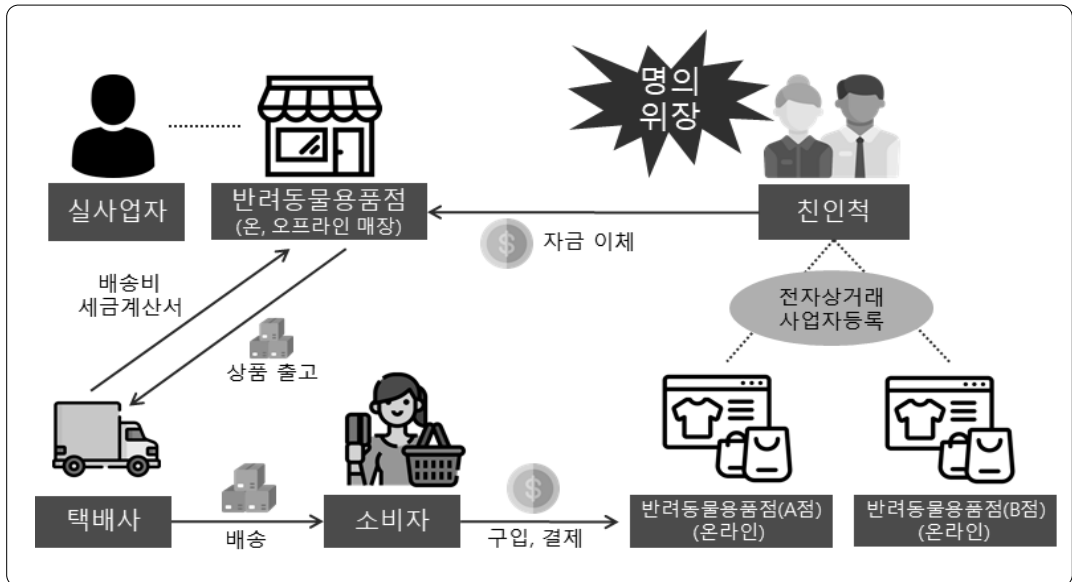 명의
위장
실사업자
반려동물용품점
(온, 오프라인 매장)
친인척
$ 자금 이체
배송비
세금계산서
전자상거래
사업자등록
상품 출고
$
택배사
배송
소비자
구입, 결제
반려동물용품점(A점)
(온라인)
반려동물용품점(B점)
(온라인)